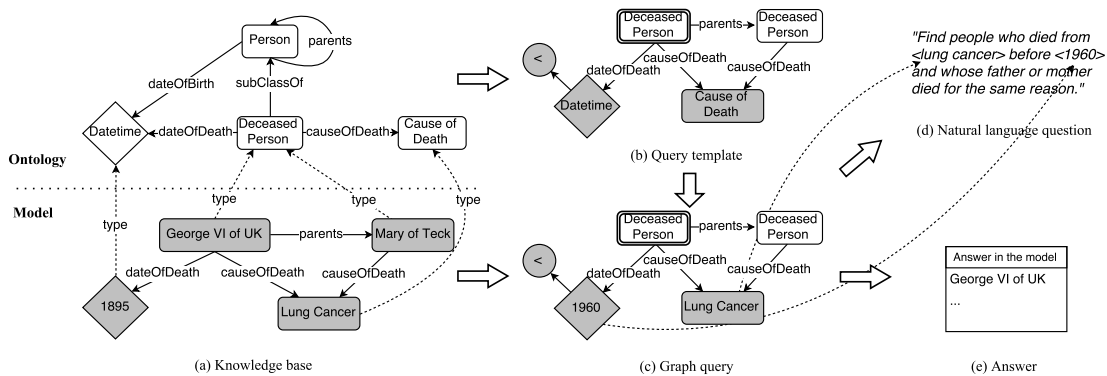 Person
parents
dateOfBirth
subClassOf
Datetime
dateOfDeath
Deceased
Person
causeOfDeath
Cause of
Death
Ontology
Model
type
type
type
type
George VI of UK
parents
Mary of Teck
dateOfDeath
causeOfDeath
causeOfDeath
1895
Lung Cancer
(a) Knowledge base
Deceased
Person
parents
Deceased
Person
<
dateOfDeath
causeOfDeath
causeOfDeath
Datetime
Cause of
Death
(b) Query template
Deceased
Person
parents
Deceased
Person
<
dateOfDeath
causeOfDeath
causeOfDeath
1960
Lung Cancer
(c) Graph query
"Find people who died from
<lung cancer> before <1960>
and whose father or mother
died for the same reason."
(d) Natural language question
Answer in the model
George VI of UK
...
(e) Answer